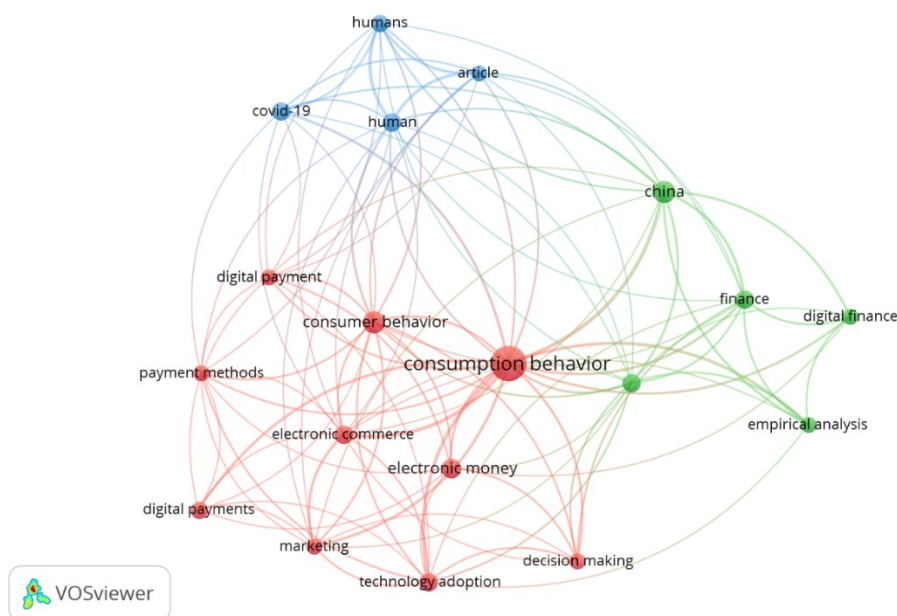 humans
article
covid-19
human
china
digital payment
finance
digital finance
consumer behavior
consumption behavior
payment methods
empirical analysis
electronic commerce
electronic money
digital payments
marketing
decision making
technology adoption
VOSviewer